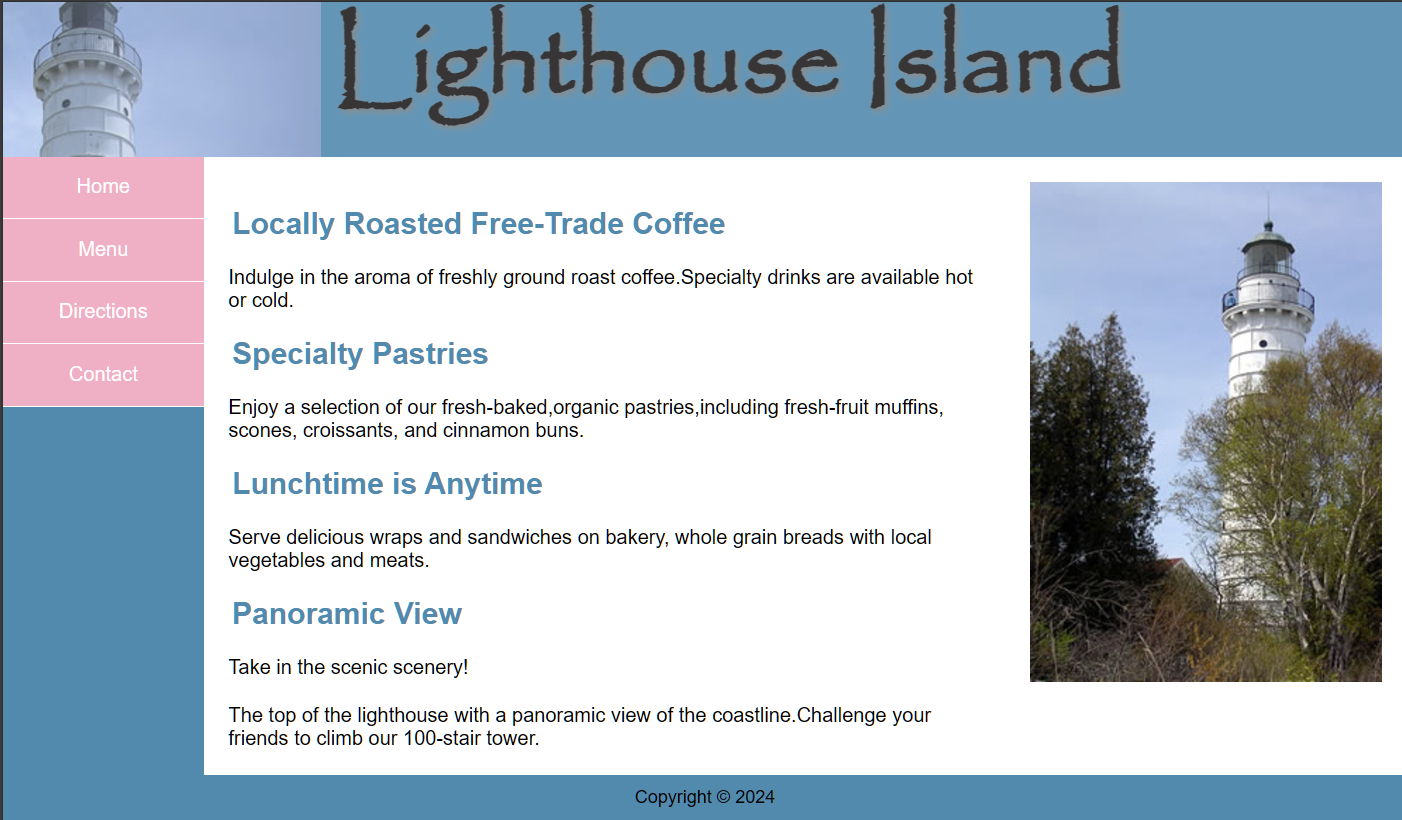 Lighthouse Island
Home
Menu
Directions
Contact
Locally Roasted Free-Trade Coffee
Indulge in the aroma of freshly ground roast coffee.Specialty drinks are available hot
or cold.
Specialty Pastries
Enjoy a selection of our fresh-baked,organic pastries,including fresh-fruit muffins,
scones, croissants, and cinnamon buns.
Lunchtime is Anytime
Serve delicious wraps and sandwiches on bakery, whole grain breads with local
vegetables and meats.
Panoramic View
Take in the scenic scenery!
The top of the lighthouse with a panoramic view of the coastline.Challenge your
friends to climb our 100-stair tower.
Copyright © 2024